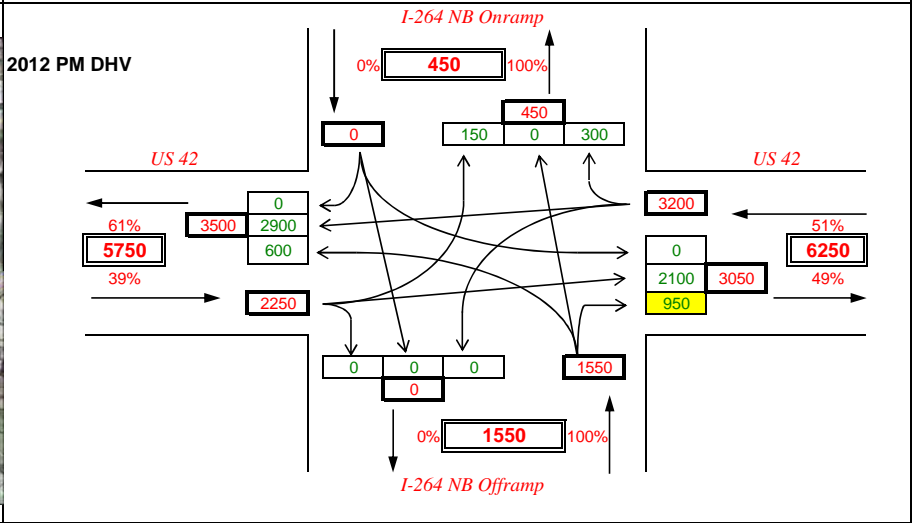 I-264 NB Onramp
2012 PM DHV
0% 450 100%
450
0 150 0 300
US 42 US 42
0 3200
61% 3500 2900 51%
5750 600 0 6250
39% 2100 3050 49%
2250 950
0 0 0 1550
0
0% 1550 100%
I-264 NB Offramp